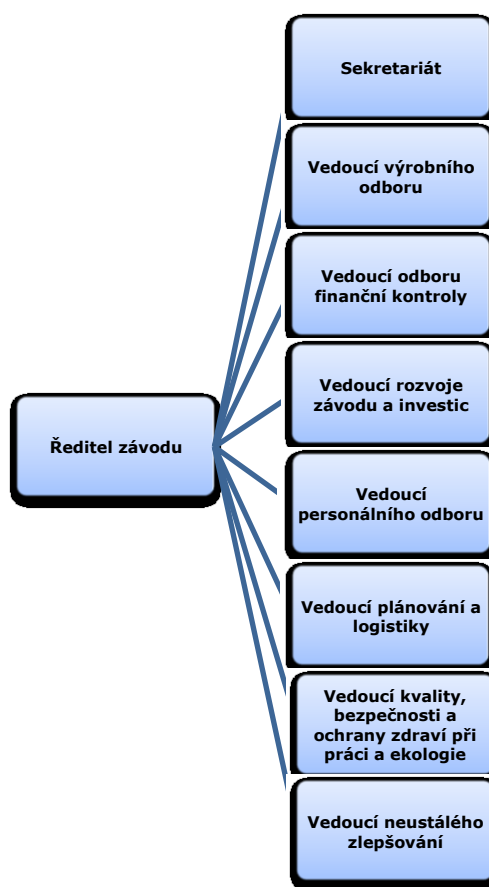 Sekretariát
Vedoucí výrobního
odboru
Vedoucí odboru
finanční kontroly
Vedoucí rozvoje
závodu a investic
Ředitel závodu
Vedoucí
personálního odboru
Vedoucí plánování a
logistiky
Vedoucí kvality,
bezpečnosti a
ochrany zdraví při
práci a ekologie
Vedoucí neustálého
zlepšování